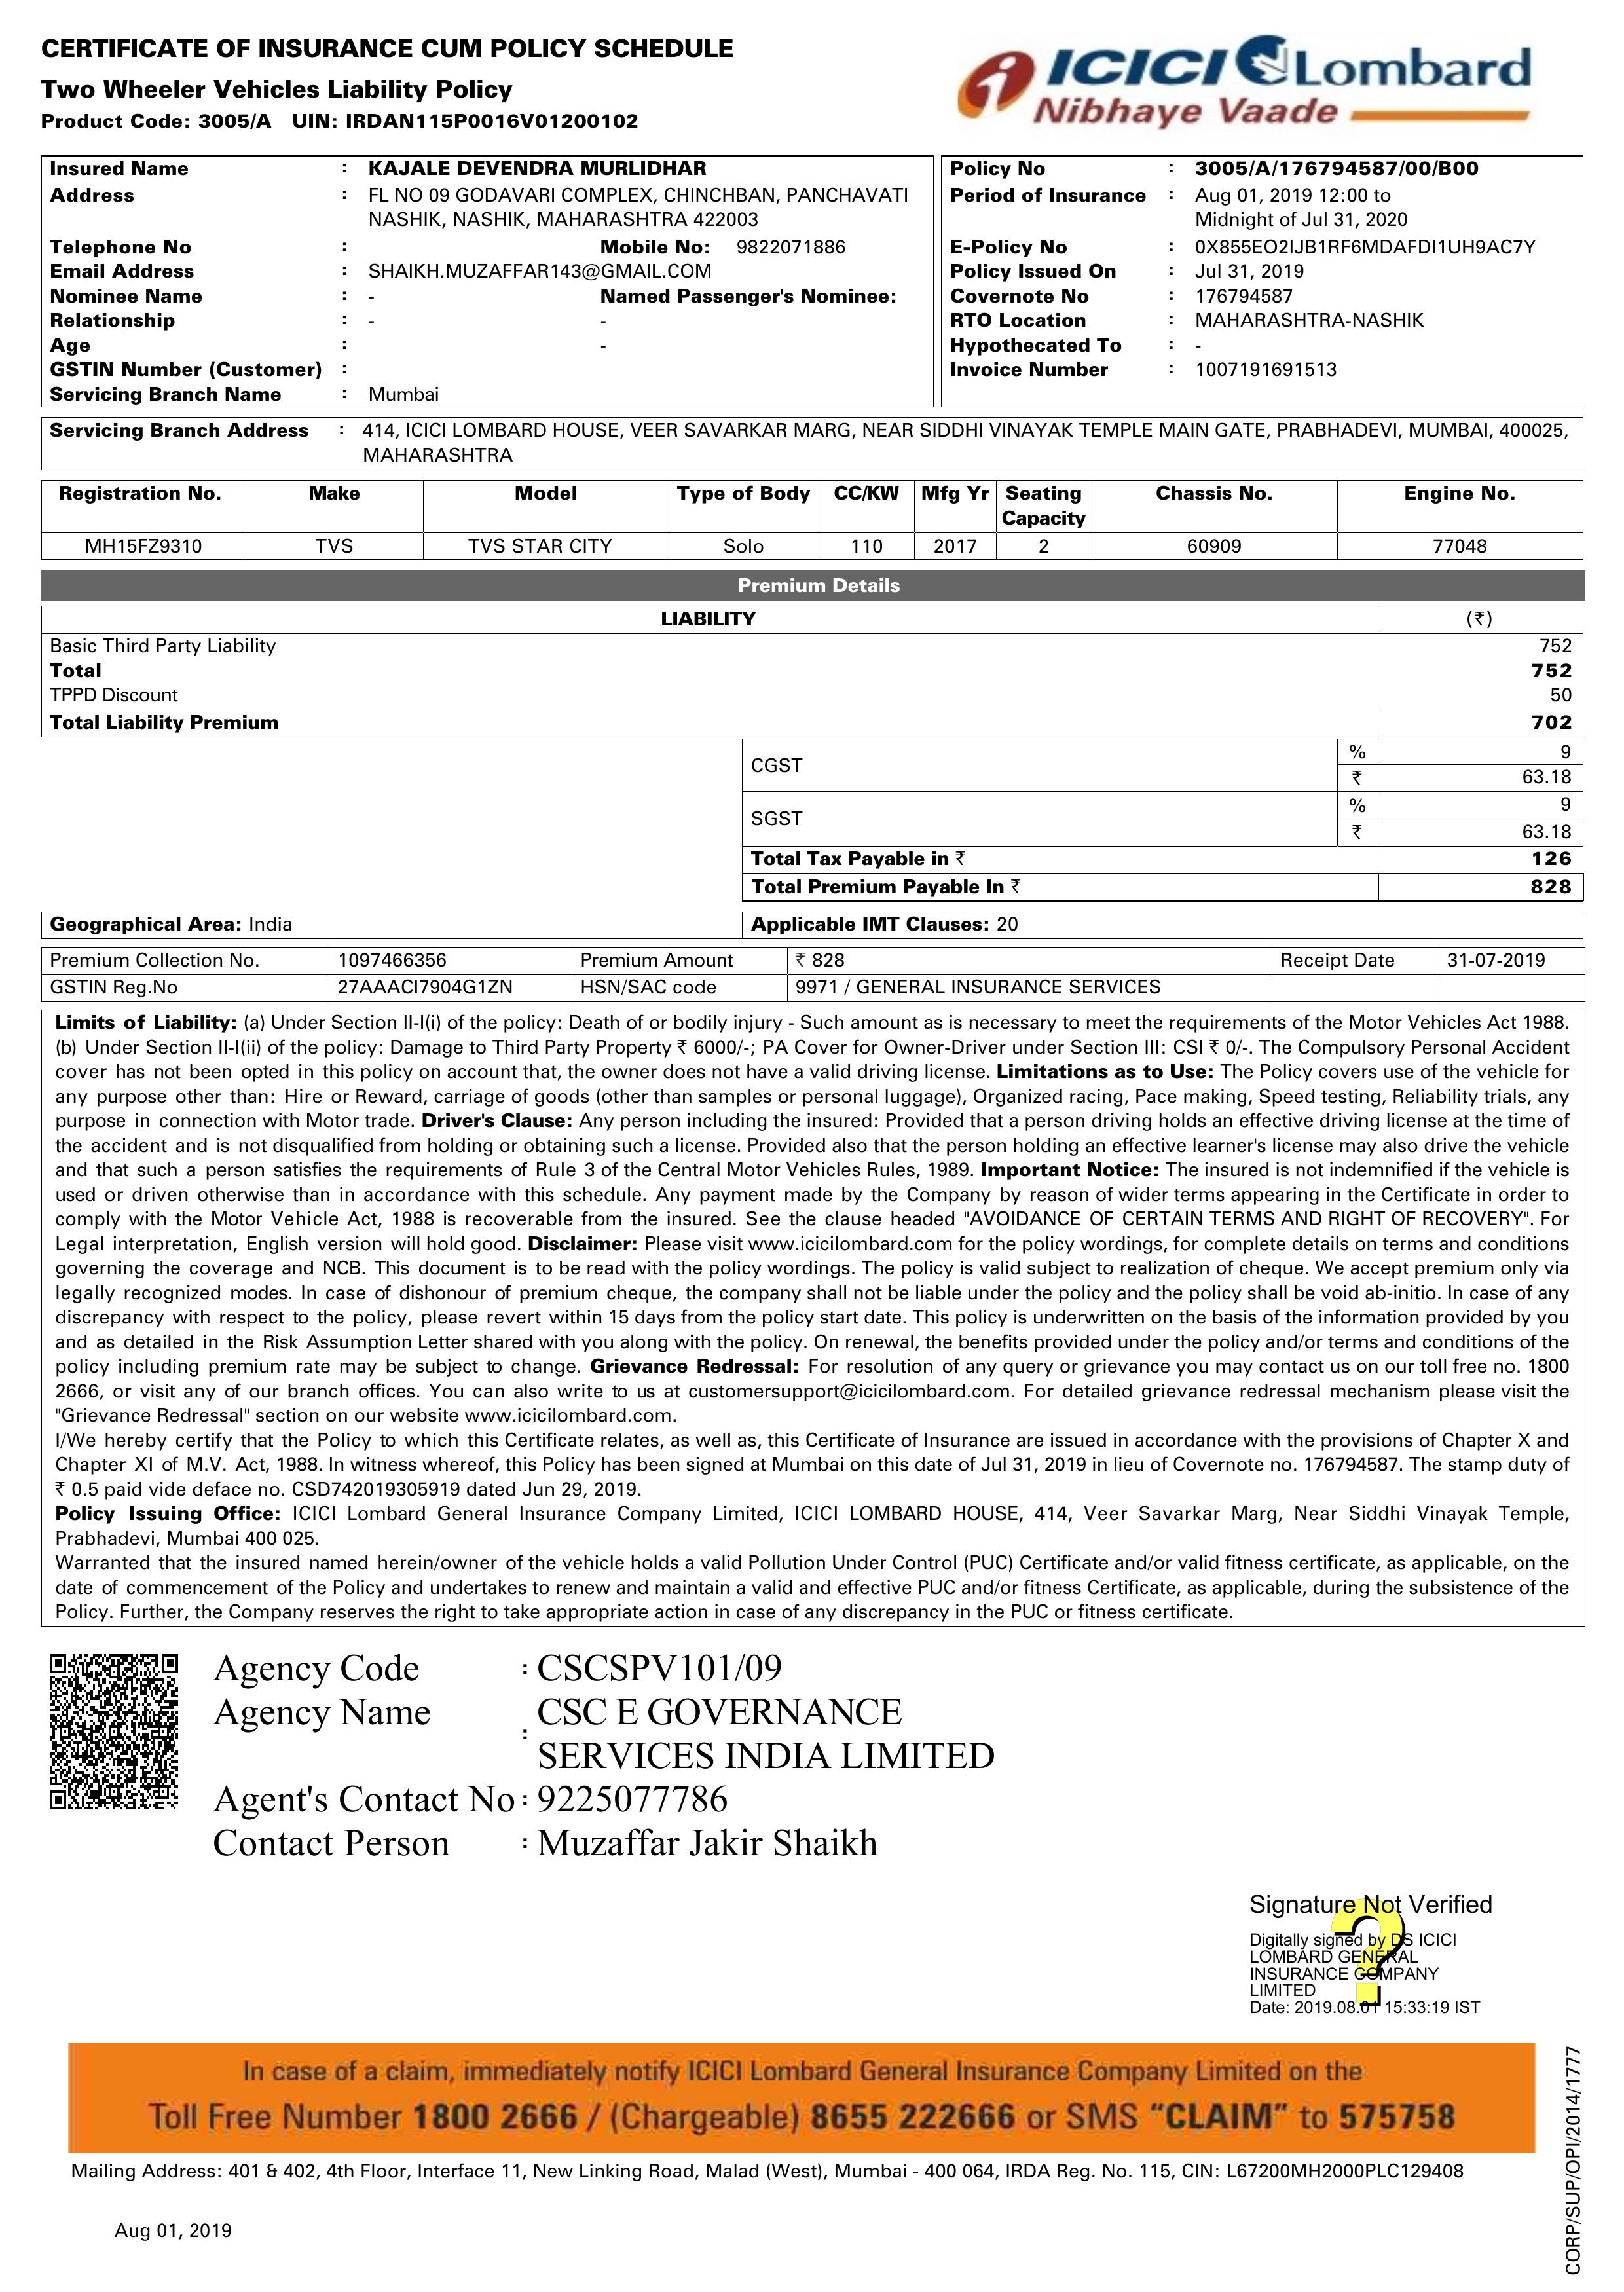 CERTIFICATE OF INSURANCE CUM POLICY SCHEDULE
Two Wheeler Vehicles Liability Policy
Product Code: 3005/A UIN: IRDAN115P0016V01200102
ICICI Lombard
Nibhaye Vaade
Insured Name : KAJALE DEVENDRA MURLIDHAR
Address : FL NO 09 GODAVARI COMPLEX, CHINCHBAN, PANCHAVATI
NASHIK, NASHIK, MAHARASHTRA 422003
Telephone No : Mobile No: 9822071886
Email Address : SHAIKH.MUZAFFAR143@GMAIL.COM
Nominee Name : - Named Passenger's Nominee:
Relationship : - -
Age : -
GSTIN Number (Customer) :
Servicing Branch Name : Mumbai
Policy No : 3005/A/176794587/00/B00
Period of Insurance : Aug 01, 2019 12:00 to
Midnight of Jul 31, 2020
E-Policy No : 0X855EO2IJB1RF6MDAFDI1UH9AC7Y
Policy Issued On : Jul 31, 2019
Covernote No : 176794587
RTO Location : MAHARASHTRA-NASHIK
Hypothecated To : -
Invoice Number : 1007191691513
Servicing Branch Address : 414, ICICI LOMBARD HOUSE, VEER SAVARKAR MARG, NEAR SIDDHI VINAYAK TEMPLE MAIN GATE, PRABHADEVI, MUMBAI, 400025,
MAHARASHTRA
Registration No. Make Model Type of Body CC/KW Mfg Yr Seating Capacity Chassis No. Engine No.
MH15FZ9310 TVS TVS STAR CITY Solo 110 2017 2 60909 77048
Premium Details
LIABILITY (₹)
Basic Third Party Liability 752
Total 752
TPPD Discount 50
Total Liability Premium 702
CGST % 9
₹ 63.18
SGST % 9
₹ 63.18
Total Tax Payable in ₹ 126
Total Premium Payable In ₹ 828
Geographical Area: India Applicable IMT Clauses: 20
Premium Collection No. 1097466356 Premium Amount ₹ 828 Receipt Date 31-07-2019
GSTIN Reg.No 27AAACI7904G1ZN HSN/SAC code 9971 / GENERAL INSURANCE SERVICES
Limits of Liability: (a) Under Section II-I(i) of the policy: Death of or bodily injury - Such amount as is necessary to meet the requirements of the Motor Vehicles Act 1988.
(b) Under Section II-I(ii) of the policy: Damage to Third Party Property ₹ 6000/-; PA Cover for Owner-Driver under Section III: CSI ₹ 0/-. The Compulsory Personal Accident
cover has not been opted in this policy on account that, the owner does not have a valid driving license. Limitations as to Use: The Policy covers use of the vehicle for
any purpose other than: Hire or Reward, carriage of goods (other than samples or personal luggage), Organized racing, Pace making, Speed testing, Reliability trials, any
purpose in connection with Motor trade. Driver's Clause: Any person including the insured: Provided that a person driving holds an effective driving license at the time of
the accident and is not disqualified from holding or obtaining such a license. Provided also that the person holding an effective learner's license may also drive the vehicle
and that such a person satisfies the requirements of Rule 3 of the Central Motor Vehicles Rules, 1989. Important Notice: The insured is not indemnified if the vehicle is
used or driven otherwise than in accordance with this schedule. Any payment made by the Company by reason of wider terms appearing in the Certificate in order to
comply with the Motor Vehicle Act, 1988 is recoverable from the insured. See the clause headed "AVOIDANCE OF CERTAIN TERMS AND RIGHT OF RECOVERY". For
Legal interpretation, English version will hold good. Disclaimer: Please visit www.icicilombard.com for the policy wordings, for complete details on terms and conditions
governing the coverage and NCB. This document is to be read with the policy wordings. The policy is valid subject to realization of cheque. We accept premium only via
legally recognized modes. In case of dishonour of premium cheque, the company shall not be liable under the policy and the policy shall be void ab-initio. In case of any
discrepancy with respect to the policy, please revert within 15 days from the policy start date. This policy is underwritten on the basis of the information provided by you
and as detailed in the Risk Assumption Letter shared with you along with the policy. On renewal, the benefits provided under the policy and/or terms and conditions of the
policy including premium rate may be subject to change. Grievance Redressal: For resolution of any query or grievance you may contact us on our toll free no. 1800
2666, or visit any of our branch offices. You can also write to us at customersupport@icicilombard.com. For detailed grievance redressal mechanism please visit the
"Grievance Redressal" section on our website www.icicilombard.com.
I/We hereby certify that the Policy to which this Certificate relates, as well as, this Certificate of Insurance are issued in accordance with the provisions of Chapter X and
Chapter XI of M.V. Act, 1988. In witness whereof, this Policy has been signed at Mumbai on this date of Jul 31, 2019 in lieu of Covernote no. 176794587. The stamp duty of
₹ 0.5 paid vide deface no. CSD742019305919 dated Jun 29, 2019.
Policy Issuing Office: ICICI Lombard General Insurance Company Limited, ICICI LOMBARD HOUSE, 414, Veer Savarkar Marg, Near Siddhi Vinayak Temple,
Prabhadevi, Mumbai 400 025.
Warranted that the insured named herein/owner of the vehicle holds a valid Pollution Under Control (PUC) Certificate and/or valid fitness certificate, as applicable, on the
date of commencement of the Policy and undertakes to renew and maintain a valid and effective PUC and/or fitness Certificate, as applicable, during the subsistence of the
Policy. Further, the Company reserves the right to take appropriate action in case of any discrepancy in the PUC or fitness certificate.
Agency Code : CSCSPV101/09
Agency Name : CSC E GOVERNANCE
SERVICES INDIA LIMITED
Agent's Contact No : 9225077786
Contact Person : Muzaffar Jakir Shaikh
Signature Not Verified
Digitally signed by DS ICICI
LOMBARD GENERAL
INSURANCE COMPANY
LIMITED
Date: 2019.08.01 15:33:19 IST
In case of a claim, immediately notify ICICI Lombard General Insurance Company Limited on the
Toll Free Number 1800 2666 / (Chargeable) 8655 222666 or SMS "CLAIM" to 575758
Mailing Address: 401 & 402, 4th Floor, Interface 11, New Linking Road, Malad (West), Mumbai - 400 064, IRDA Reg. No. 115, CIN: L67200MH2000PLC129408
CORP/SUP/OPI/2014/1777
Aug 01, 2019